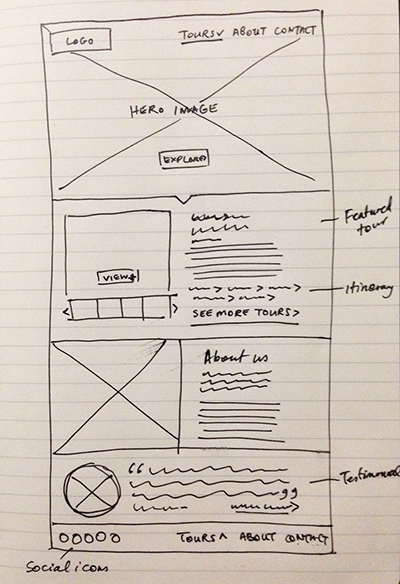 LOGO
TOURS˅ ABOUT CONTACT
HERO IMAGE
EXPLORE
Featured
tour
VIEW
Itinerary
SEE MORE TOURS>
About us
“
”
Testimonial
TOURS^ ABOUT CONTACT
Social icons